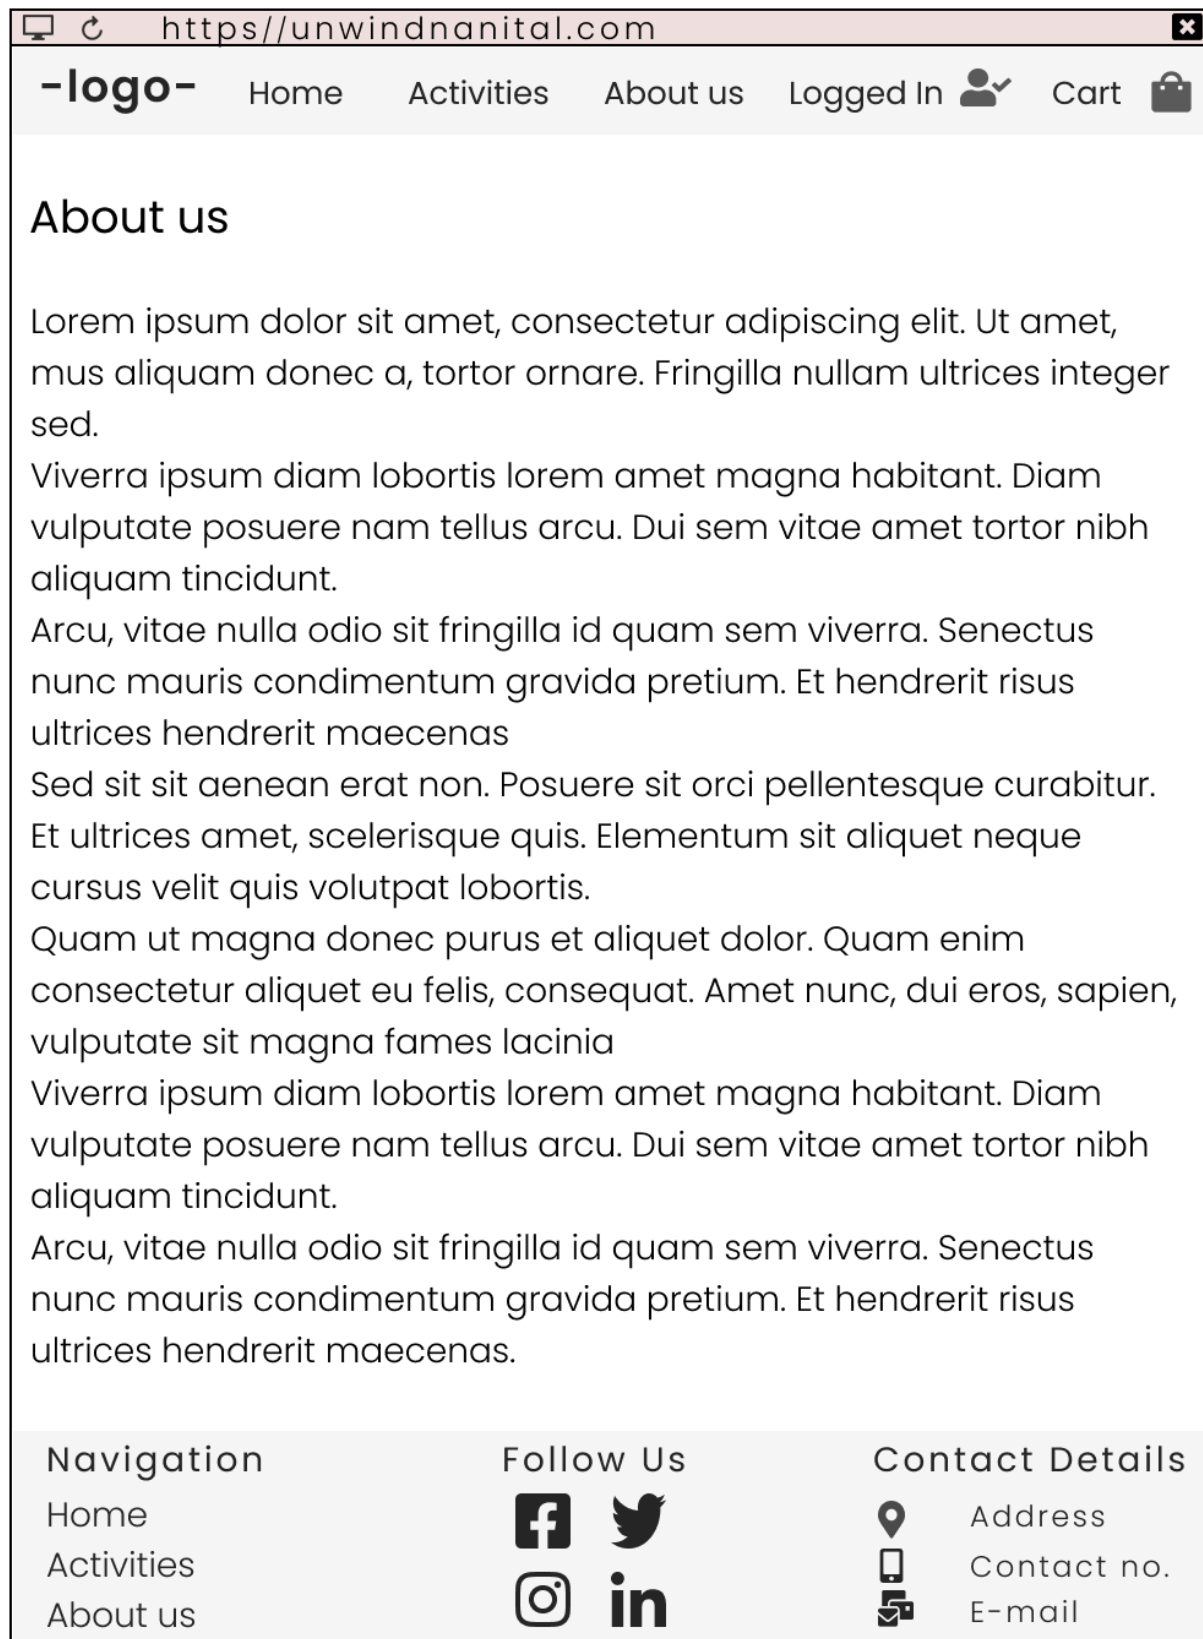 https//unwindnanital.com
-logo- Home Activities About us Logged In Cart
About us
Lorem ipsum dolor sit amet, consectetur adipiscing elit. Ut amet,
mus aliquam donec a, tortor ornare. Fringilla nullam ultrices integer
sed.
Viverra ipsum diam lobortis lorem amet magna habitant. Diam
vulputate posuere nam tellus arcu. Dui sem vitae amet tortor nibh
aliquam tincidunt.
Arcu, vitae nulla odio sit fringilla id quam sem viverra. Senectus
nunc mauris condimentum gravida pretium. Et hendrerit risus
ultrices hendrerit maecenas
Sed sit sit aenean erat non. Posuere sit orci pellentesque curabitur.
Et ultrices amet, scelerisque quis. Elementum sit aliquet neque
cursus velit quis volutpat lobortis.
Quam ut magna donec purus et aliquet dolor. Quam enim
consectetur aliquet eu felis, consequat. Amet nunc, dui eros, sapien,
vulputate sit magna fames lacinia
Viverra ipsum diam lobortis lorem amet magna habitant. Diam
vulputate posuere nam tellus arcu. Dui sem vitae amet tortor nibh
aliquam tincidunt.
Arcu, vitae nulla odio sit fringilla id quam sem viverra. Senectus
nunc mauris condimentum gravida pretium. Et hendrerit risus
ultrices hendrerit maecenas.
Navigation
Home
Activities
About us
Follow Us
Contact Details
Address
Contact no.
E-mail